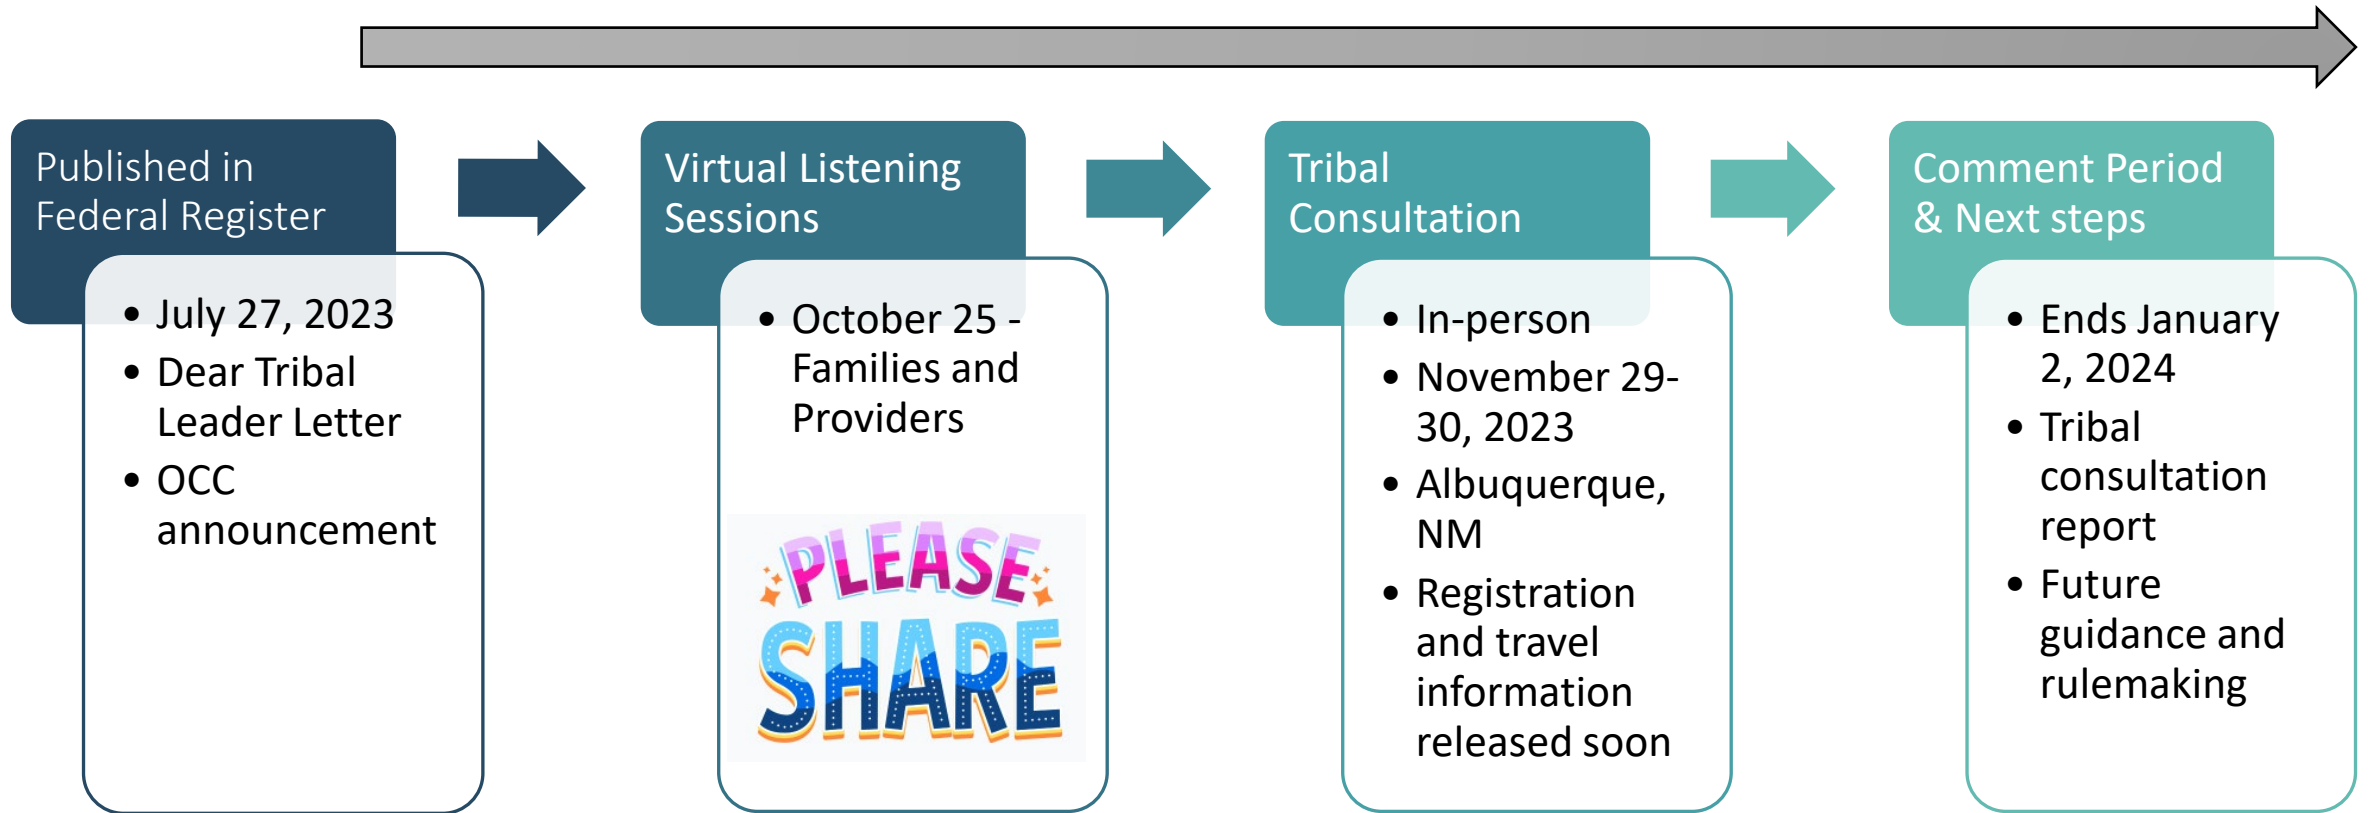 Published in
Federal Register
• July 27, 2023
• Dear Tribal
Leader Letter
• OCC
announcement
Virtual Listening
Sessions
• October 25 -
Families and
Providers
PLEASE
SHARE
Tribal
Consultation
• In-person
• November 29-
30, 2023
• Albuquerque,
NM
• Registration
and travel
information
released soon
Comment Period
& Next steps
• Ends January
2, 2024
• Tribal
consultation
report
• Future
guidance and
rulemaking